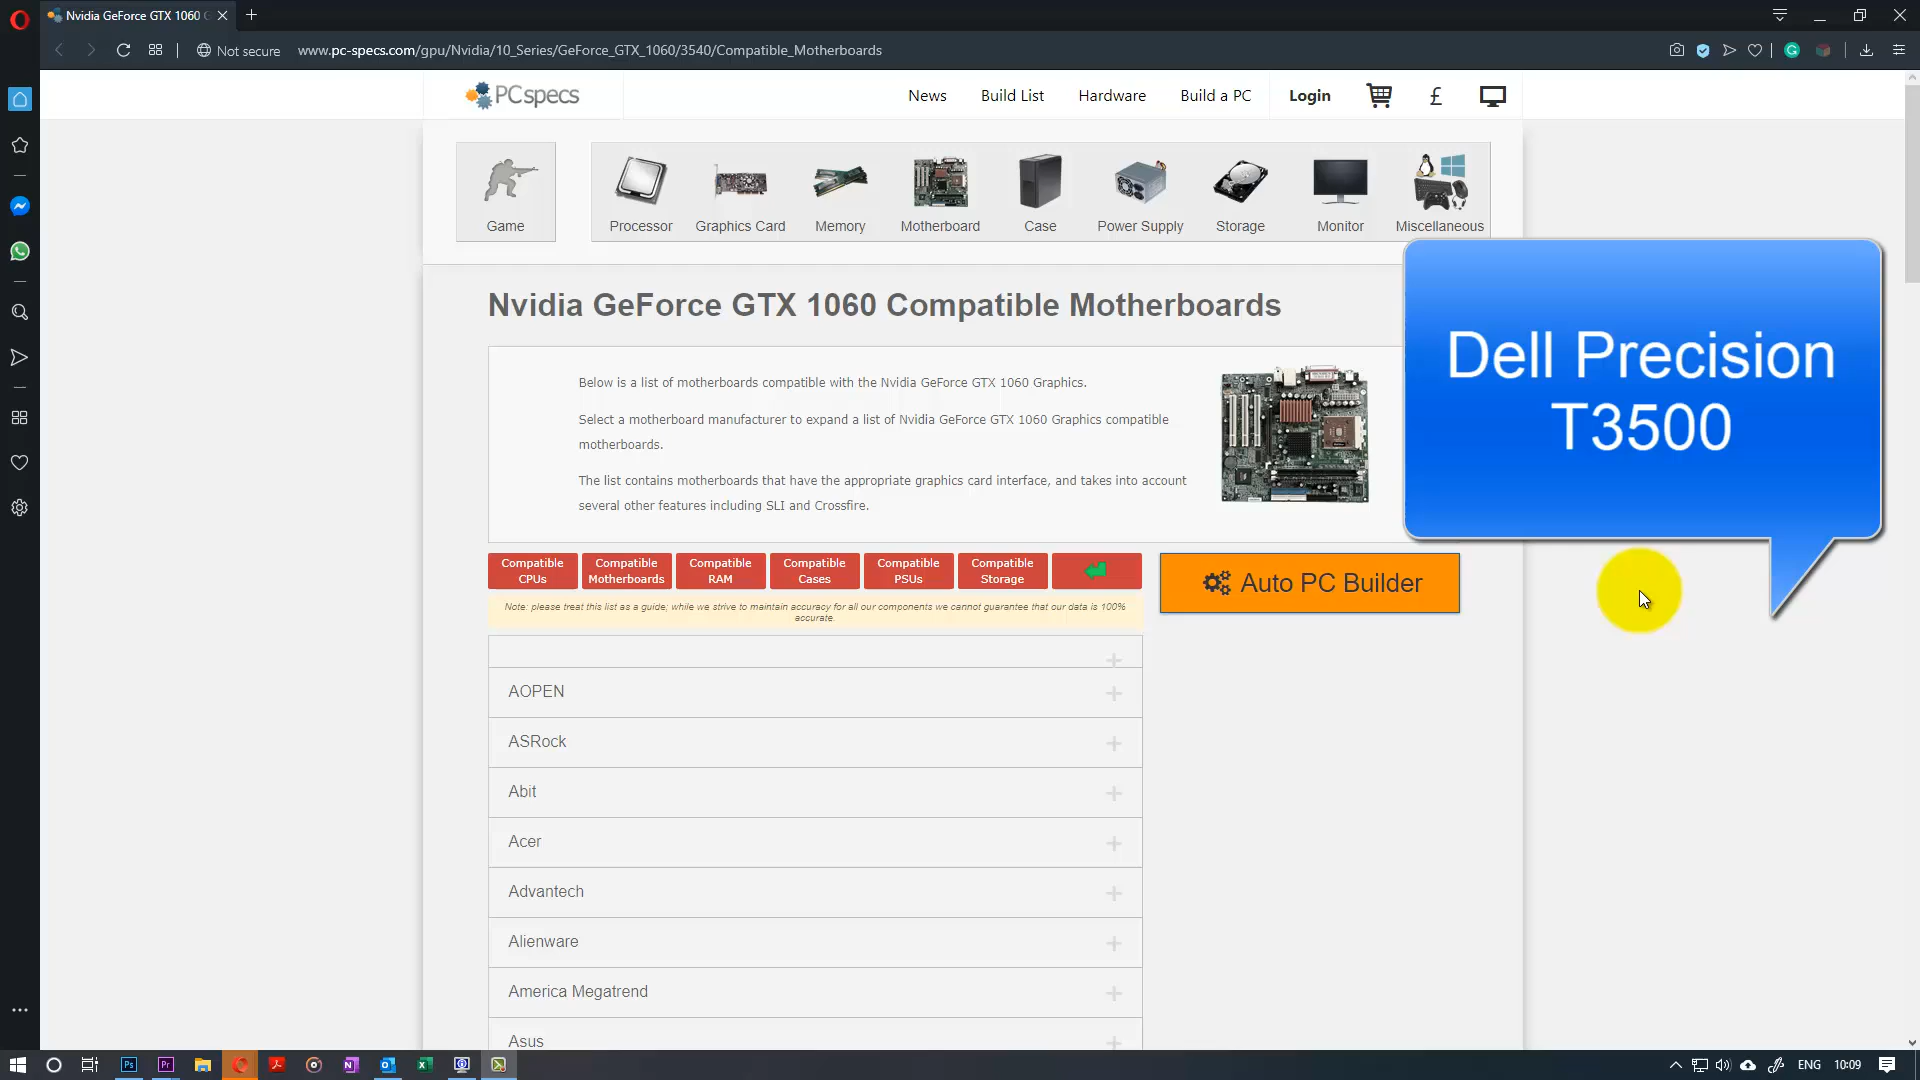 Nvidia GeForce GTX 1060
Not secure
www.pc-specs.com/gpu/Nvidia/10_Series/GeForce_GTX_1060/3540/Compatible_Motherboards
PCspecs
News
Build List
Hardware
Build a PC
Login
£
Game
Processor
Graphics Card
Memory
Motherboard
Case
Power Supply
Storage
Monitor
Miscellaneous
Nvidia GeForce GTX 1060 Compatible Motherboards
Dell Precision
T3500
Below is a list of motherboards compatible with the Nvidia GeForce GTX 1060 Graphics.
Select a motherboard manufacturer to expand a list of Nvidia GeForce GTX 1060 Graphics compatible
motherboards.
The list contains motherboards that have the appropriate graphics card interface, and takes into account
several other features including SLI and Crossfire.
Compatible
CPUs
Compatible
Motherboards
Compatible
RAM
Compatible
Cases
Compatible
PSUs
Compatible
Storage
Auto PC Builder
Note: please treat this list as a guide; while we strive to maintain accuracy for all our components we cannot guarantee that our data is 100%
accurate.
AOPEN
ASRock
Abit
Acer
Advantech
Alienware
America Megatrend
Asus
Ps
Pr
ENG
10:09